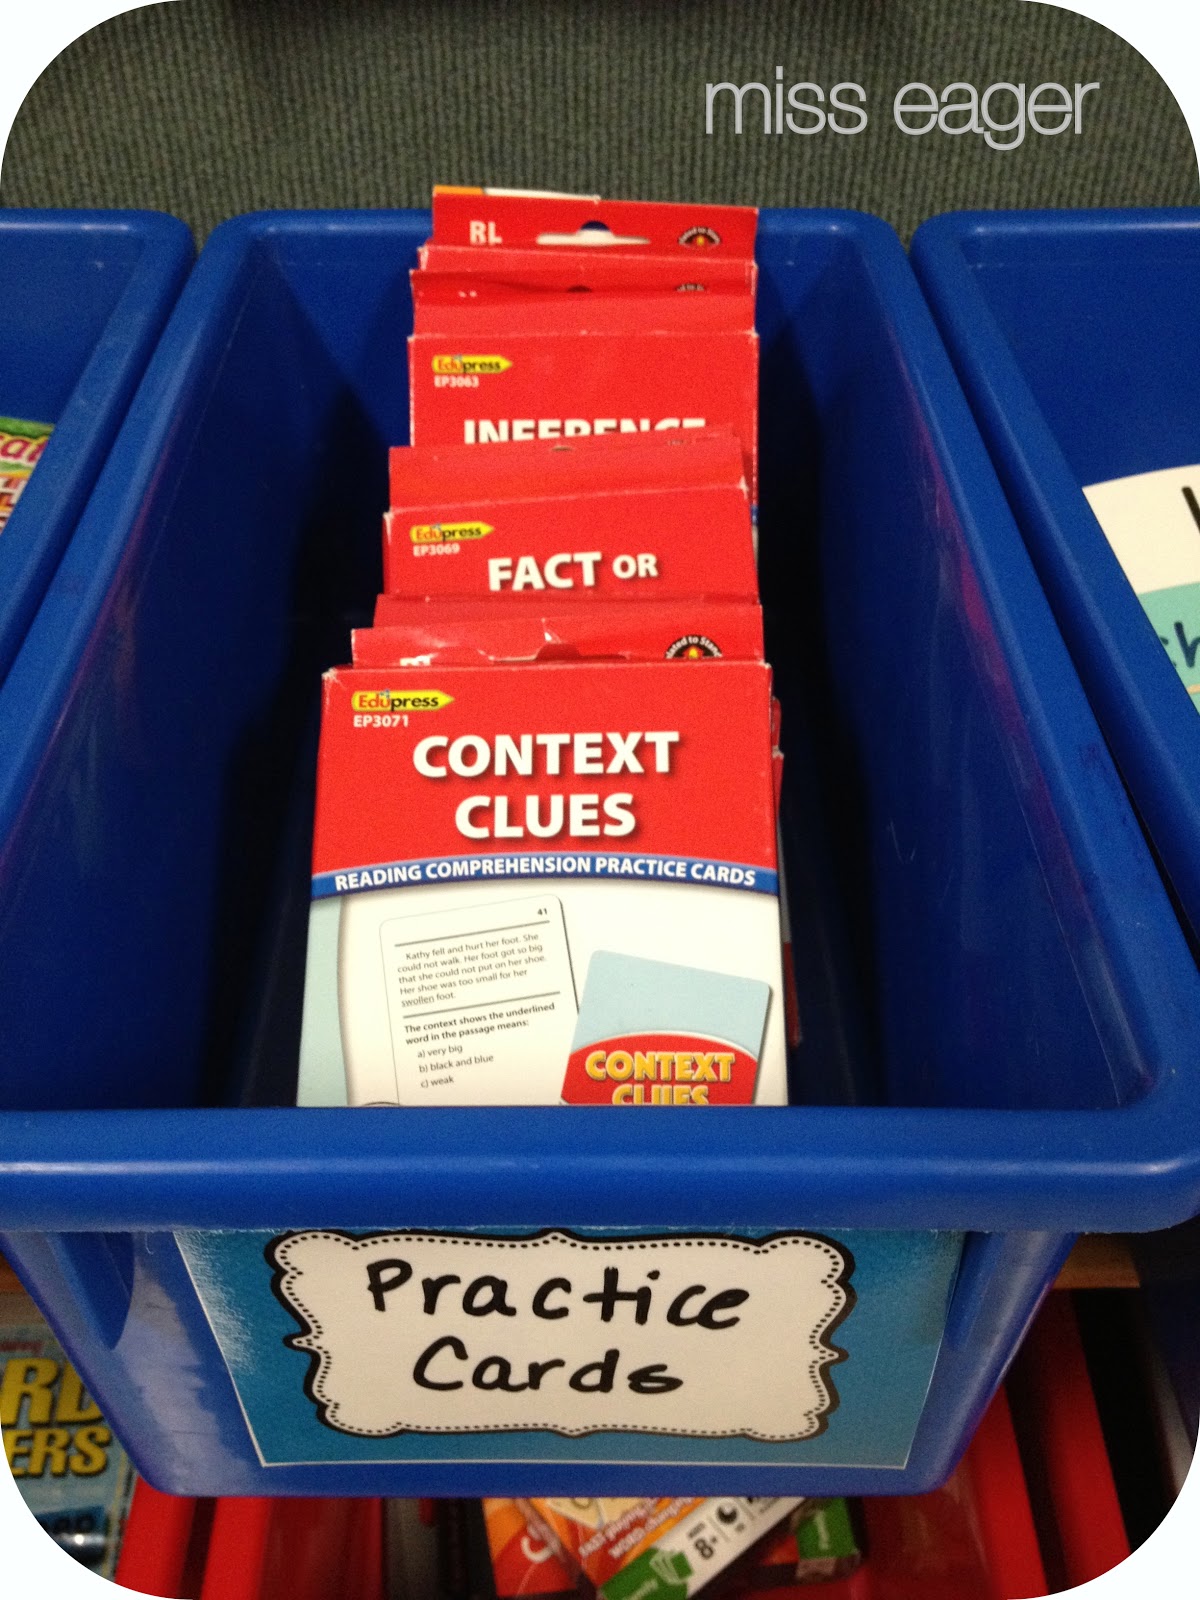 miss eager
RL
Edupress
EP3063
INFERENCE
Edupress
EP3069
FACT OR
Edupress
EP3071
CONTEXT
CLUES
READING COMPREHENSION PRACTICE CARDS
41
Kathy fell and hurt her foot. She
could not walk. Her foot got so big
that she could not put on her shoe.
Her shoe was too small for her
swollen foot.
The context shows the underlined
word in the passage means:
a) very big
b) black and blue
c) weak
CONTEXT
CLUES
Practice
Cards
8+